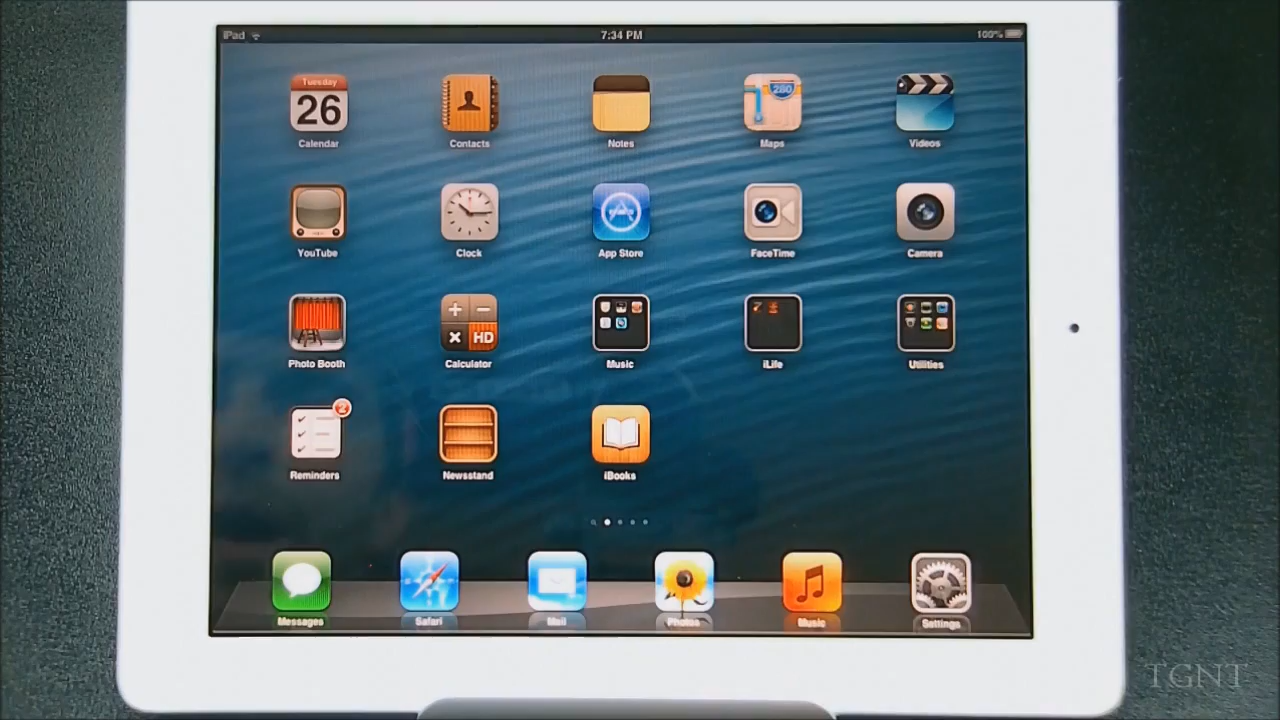 iPad 7:34 PM 100%
Tuesday
26 280
Calendar Contacts Notes Maps Videos
YouTube Clock App Store FaceTime Camera
HD
Photo Booth Calculator Music iLife Utilities
2
Reminders Newsstand iBooks
Messages Safari Mail Photos Music Settings
TGNT